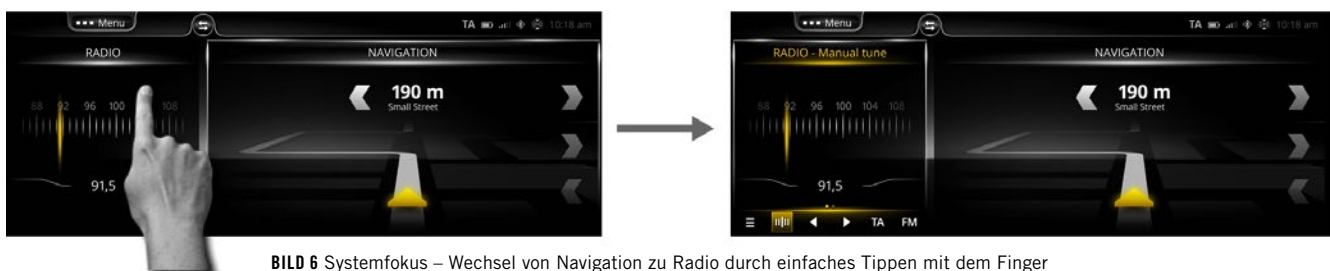 ••• Menu
TA 10:18 am
RADIO
NAVIGATION
88 92 96 100 108
190 m
Small Street
91,5
••• Menu
TA 10:18 am
RADIO - Manual tune
NAVIGATION
88 92 96 100 104 108
190 m
Small Street
91,5
TA FM
BILD 6 Systemfokus – Wechsel von Navigation zu Radio durch einfaches Tippen mit dem Finger